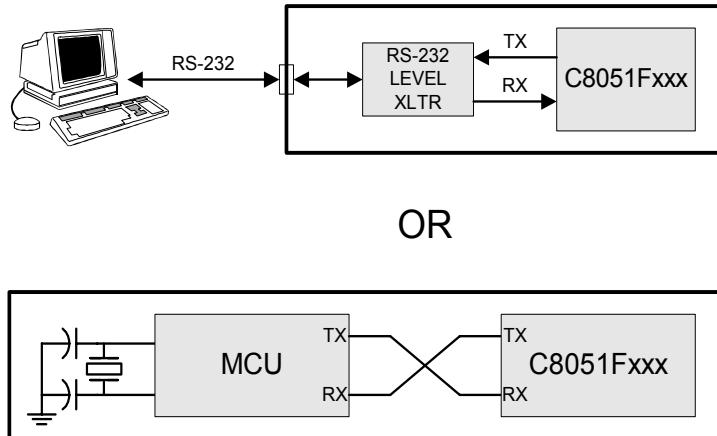 RS-232
RS-232
LEVEL
XLTR
TX
RX
C8051Fxxx
OR
MCU
TX
RX
TX
RX
C8051Fxxx